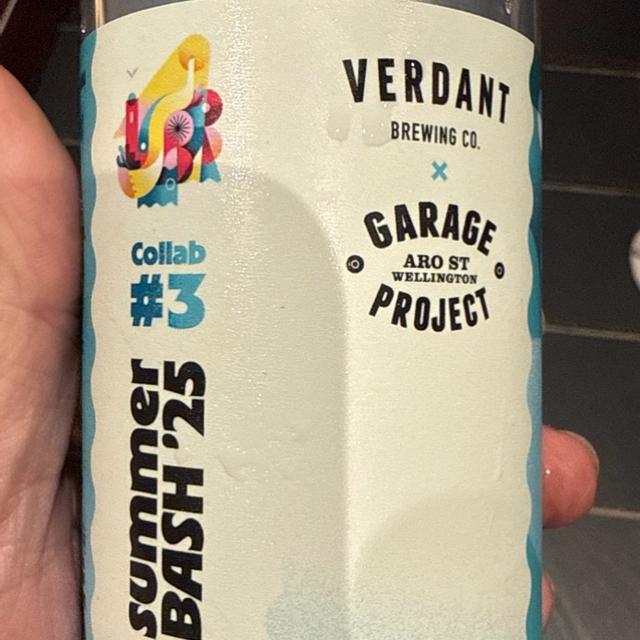 Collab
#3
summer
BASH '25
VERDANT
BREWING CO.
×
GARAGE
ARO ST
WELLINGTON
PROJECT